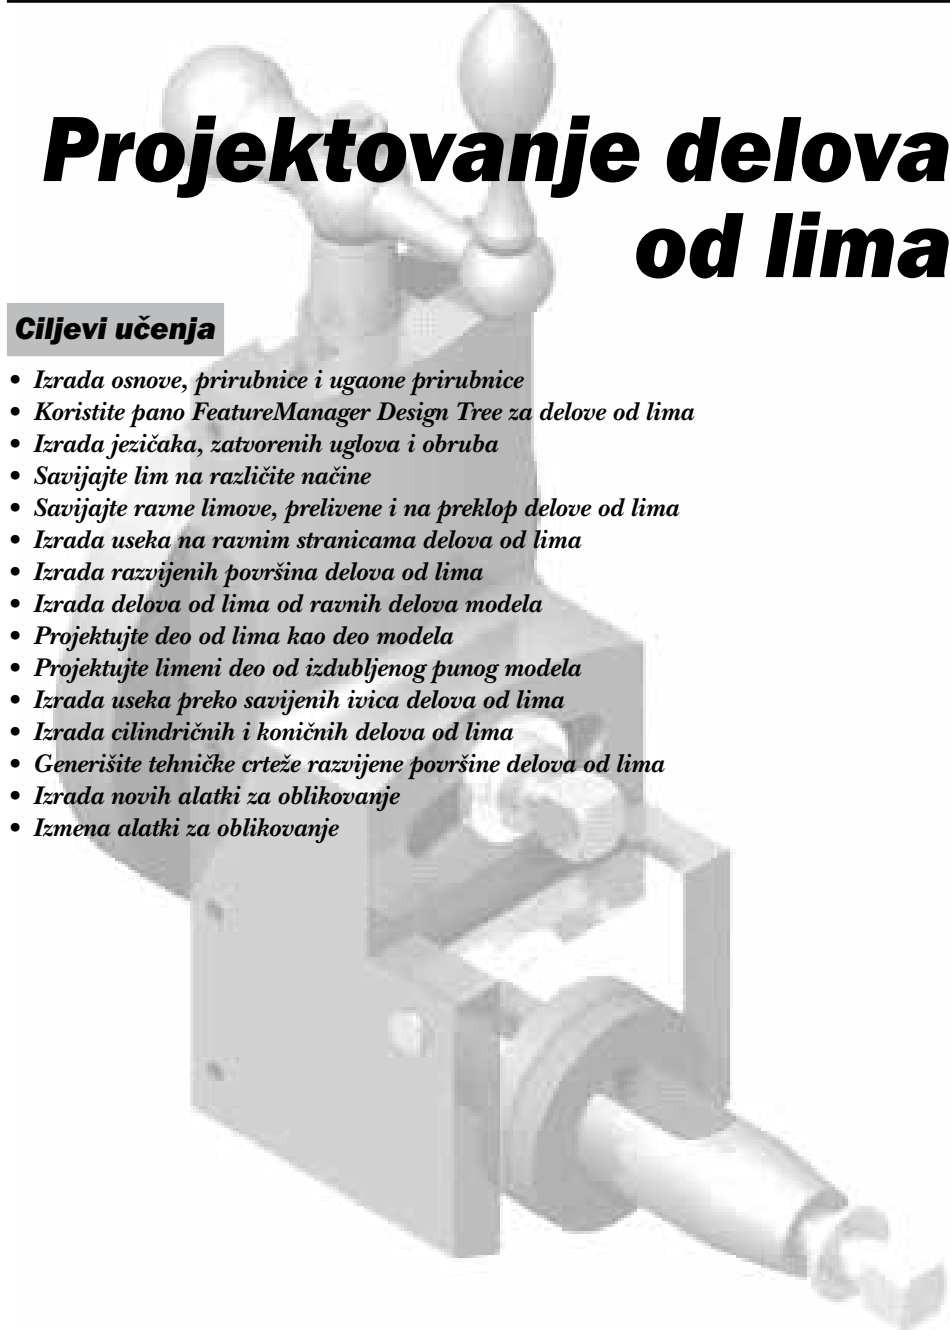 Projektovanje delova
od lima
Ciljevi učenja
• Izrada osnove, prirubnice i ugaone prirubnice
• Koristite pano FeatureManager Design Tree za delove od lima
• Izrada jezičaka, zatvorenih uglova i obruba
• Savijajte lim na različite načine
• Savijajte ravne limove, prelivene i na preklop delove od lima
• Izrada useka na ravnim stranicama delova od lima
• Izrada razvijenih površina delova od lima
• Izrada delova od lima od ravnih delova modela
• Projektujte deo od lima kao deo modela
• Projektujte limeni deo od izdubljenog punog modela
• Izrada useka preko savijenih ivica delova od lima
• Izrada cilindričnih i koničnih delova od lima
• Generišite tehničke crteže razvijene površine delova od lima
• Izrada novih alatki za oblikovanje
• Izmena alatki za oblikovanje